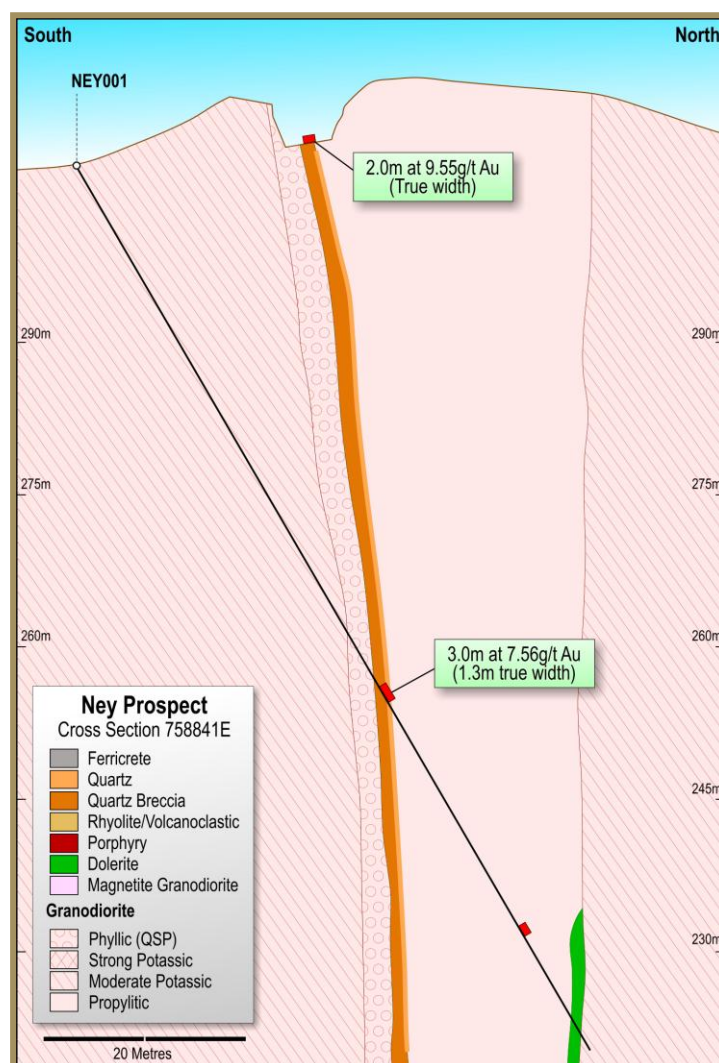 South
North
NEY001
2.0m at 9.55g/t Au
(True width)
290m
290m
275m
275m
260m
260m
3.0m at 7.56g/t Au
(1.3m true width)
Ney Prospect
Cross Section 758841E
Ferricrete
Quartz
Quartz Breccia
Rhyolite/Volcanoclastic
Porphyry
Dolerite
Magnetite Granodiorite
Granodiorite
Phyllic (QSP)
Strong Potassic
Moderate Potassic
Propylitic
245m
230m
20 Metres